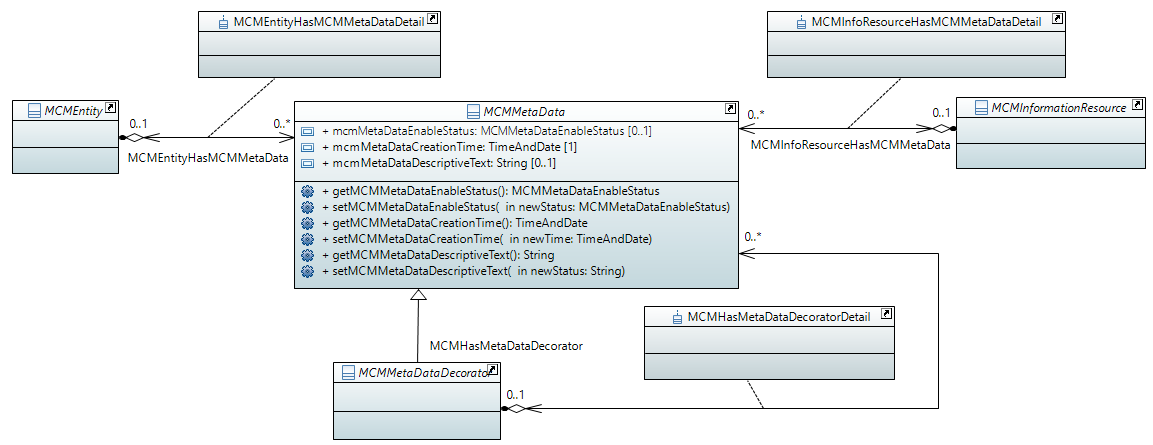 MCMEntityHasMCMMetaDataDetail
MCMInfoResourceHasMCMMetaDataDetail
MCMEntity
0..1
0..*
MCMEntityHasMCMMetaData
MCMMetaData
+ mcmMetaDataEnableStatus: MCMMetaDataEnableStatus [0..1]
+ mcmMetaDataCreationTime: TimeAndDate [1]
+ mcmMetaDataDescriptiveText: String [0..1]
+ getMCMMetaDataEnableStatus(): MCMMetaDataEnableStatus
+ setMCMMetaDataEnableStatus( in newStatus: MCMMetaDataEnableStatus)
+ getMCMMetaDataCreationTime(): TimeAndDate
+ setMCMMetaDataCreationTime( in newTime: TimeAndDate)
+ getMCMMetaDataDescriptiveText(): String
+ setMCMMetaDataDescriptiveText( in newStatus: String)
0..*
0..1
MCMInfoResourceHasMCMMetaData
MCMInformationResource
0..*
MCMHasMetaDataDecoratorDetail
MCMHasMetaDataDecorator
MCMMetaDataDecorator
0..1